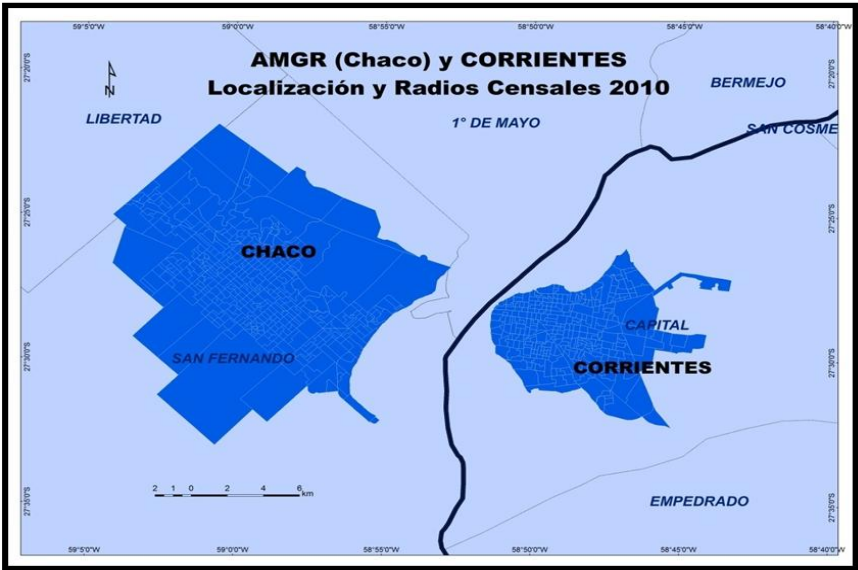 59°5'0"W 59°0'0"W 58°55'0"W 58°50'0"W 58°45'0"W 58°40'0"W
AMGR (Chaco) y CORRIENTES
Localización y Radios Censales 2010
27°20'0"S
27°20'0"S
N
BERMEJO
LIBERTAD
1° DE MAYO
SAN COSME
27°25'0"S
27°25'0"S
CHACO
CAPITAL
SAN FERNANDO
CORRIENTES
27°30'0"S
27°30'0"S
2 1 0 2 4 6
km
EMPEDRADO
27°35'0"S
27°35'0"S
59°5'0"W 59°0'0"W 58°55'0"W 58°50'0"W 58°45'0"W 58°40'0"W